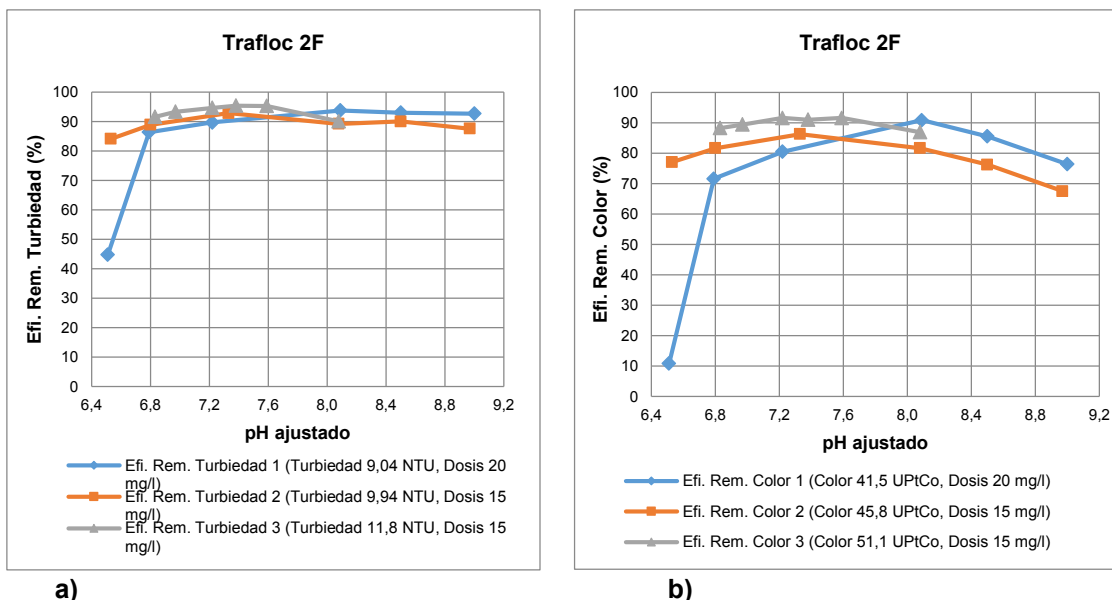 Trafloc 2F
Efi. Rem. Turbiedad (%)
100
90
80
70
60
50
40
30
20
10
0
6,4 6,8 7,2 7,6 8,0 8,4 8,8 9,2
pH ajustado
Efi. Rem. Turbiedad 1 (Turbiedad 9,04 NTU, Dosis 20
mg/l)
Efi. Rem. Turbiedad 2 (Turbiedad 9,94 NTU, Dosis 15
mg/l)
Efi. Rem. Turbiedad 3 (Turbiedad 11,8 NTU, Dosis 15
mg/l)
a)
Trafloc 2F
Efi. Rem. Color (%)
100
90
80
70
60
50
40
30
20
10
0
6,4 6,8 7,2 7,6 8,0 8,4 8,8 9,2
pH ajustado
Efi. Rem. Color 1 (Color 41,5 UPtCo, Dosis 20 mg/l)
Efi. Rem. Color 2 (Color 45,8 UPtCo, Dosis 15 mg/l)
Efi. Rem. Color 3 (Color 51,1 UPtCo, Dosis 15 mg/l)
b)